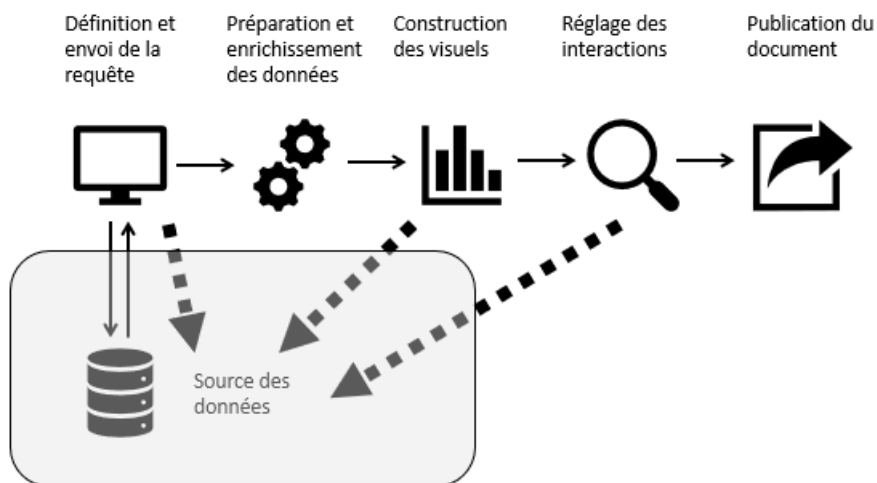 Définition et
envoi de la
requête
Préparation et
enrichissement
des données
Construction
des visuels
Réglage des
interactions
Publication du
document
Source des
données